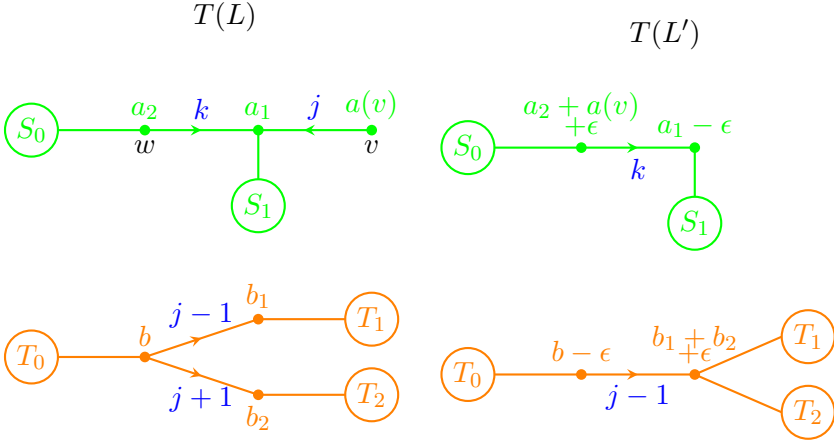 T(L)
T(L′)
S₀
a₂
k
a₁
j
a(v)
w
v
S₁
S₀
a₂ + a(v)
+ϵ
a₁ − ϵ
k
S₁
T₀
b
j − 1
b₁
T₁
j + 1
b₂
T₂
T₀
b − ϵ
j − 1
b₁ + b₂
+ϵ
T₁
T₂